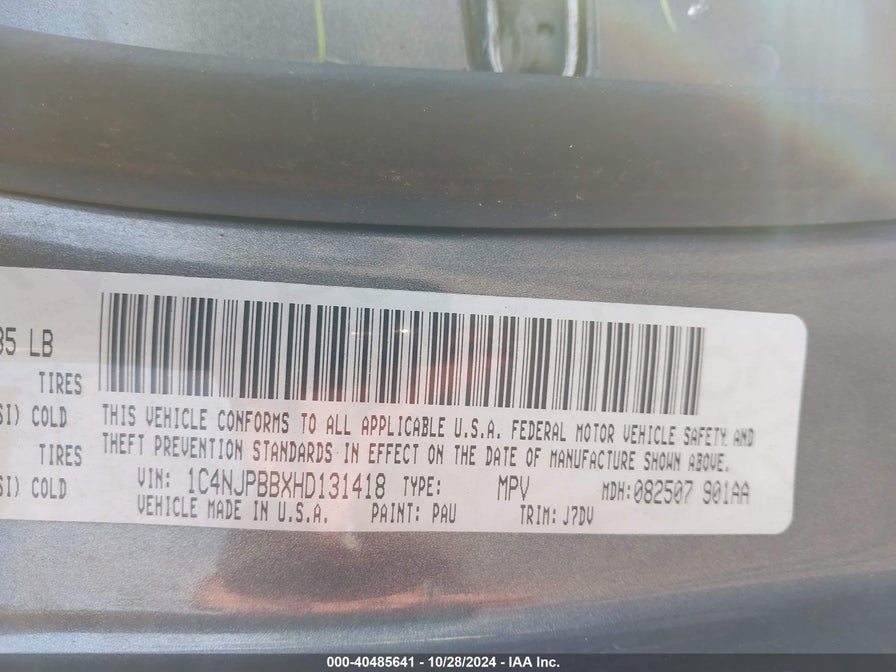 85 LB
TIRES
SI) COLD
TIRES
SI) COLD
THIS VEHICLE CONFORMS TO ALL APPLICABLE U.S.A. FEDERAL MOTOR VEHICLE SAFETY AND
THEFT PREVENTION STANDARDS IN EFFECT ON THE DATE OF MANUFACTURE SHOWN ABOVE.
VIN: 1C4NJPBBXHD131418 TYPE: MPV MDH:082507 901AA
VEHICLE MADE IN U.S.A. PAINT: PAU TRIM: J7DV
000-40485641 - 10/28/2024 - IAA Inc.